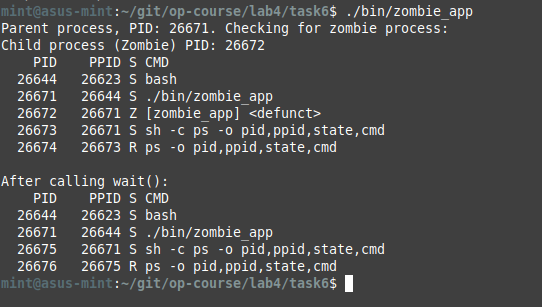 mint@asus-mint:~/git/op-course/lab4/task6$ ./bin/zombie_app
Parent process, PID: 26671. Checking for zombie process:
Child process (Zombie) PID: 26672
    PID    PPID S CMD
  26644   26623 S bash
  26671   26644 S ./bin/zombie_app
  26672   26671 Z [zombie_app] <defunct>
  26673   26671 S sh -c ps -o pid,ppid,state,cmd
  26674   26673 R ps -o pid,ppid,state,cmd

After calling wait():
    PID    PPID S CMD
  26644   26623 S bash
  26671   26644 S ./bin/zombie_app
  26675   26671 S sh -c ps -o pid,ppid,state,cmd
  26676   26675 R ps -o pid,ppid,state,cmd
mint@asus-mint:~/git/op-course/lab4/task6$